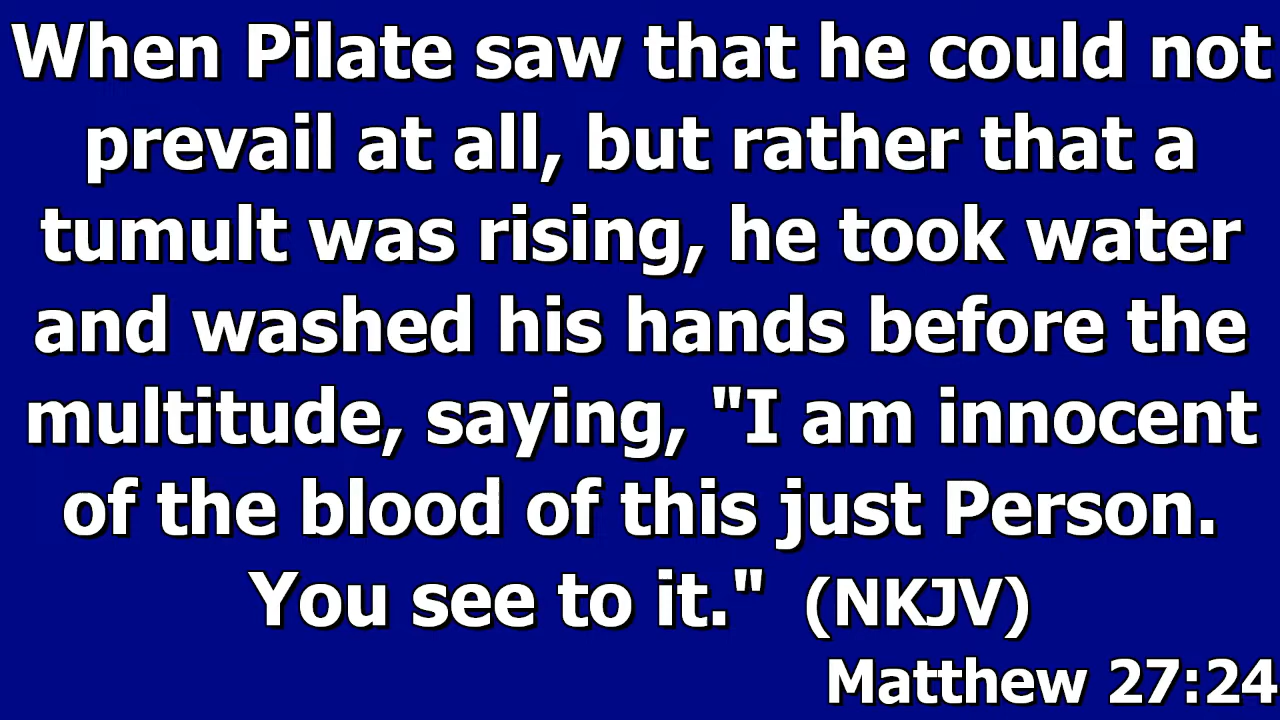 When Pilate saw that he could not
prevail at all, but rather that a
tumult was rising, he took water
and washed his hands before the
multitude, saying, "I am innocent
of the blood of this just Person.
You see to it." (NKJV)
Matthew 27:24